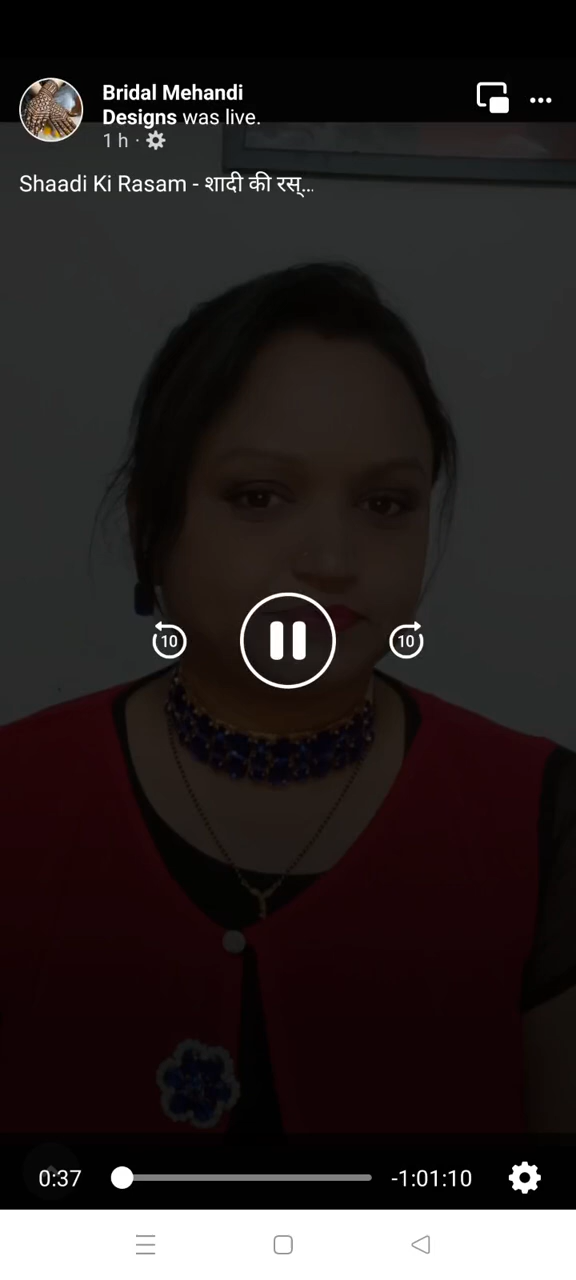 Bridal Mehandi
Designs was live.
1 h ·
Shaadi Ki Rasam - शादी की रस्...
10
10
0:37
-1:01:10